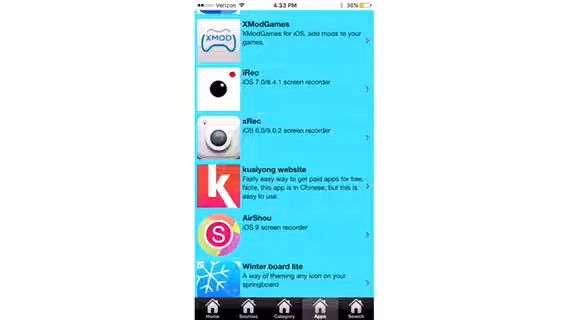 Verizon 4:33 PM 36%
XModGames
XModGames for iOS, add mods to your
games.
XMOD
iRec
iOS 7.0/8.4.1 screen recorder
xRec
iOS 6.0/9.0.2 screen recorder
kuaiyong website
Fairly easy way to get paid apps for free.
Note, this app is in Chinese, but this is
easy to use.
k
AirShou
iOS 9 screen recorder
S
Winter board lite
A way of theming any icon on your
springboard
Home Sources Category Apps Search